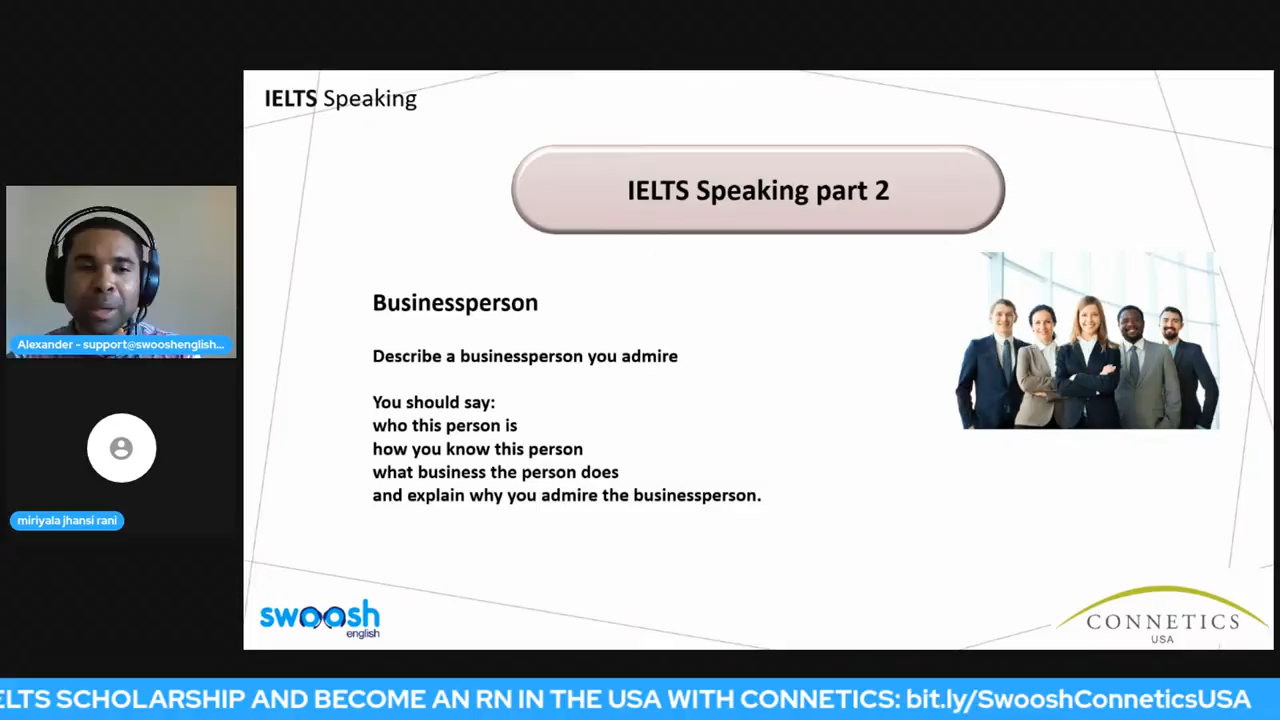 IELTS Speaking
IELTS Speaking part 2
Businessperson
Describe a businessperson you admire
You should say:
who this person is
how you know this person
what business the person does
and explain why you admire the businessperson.
Alexander - support@swooshenglish...
miriyala jhansi rani
swoosh
english
CONNETICS
USA
ELTS SCHOLARSHIP AND BECOME AN RN IN THE USA WITH CONNETICS: bit.ly/SwooshConneticsUSA